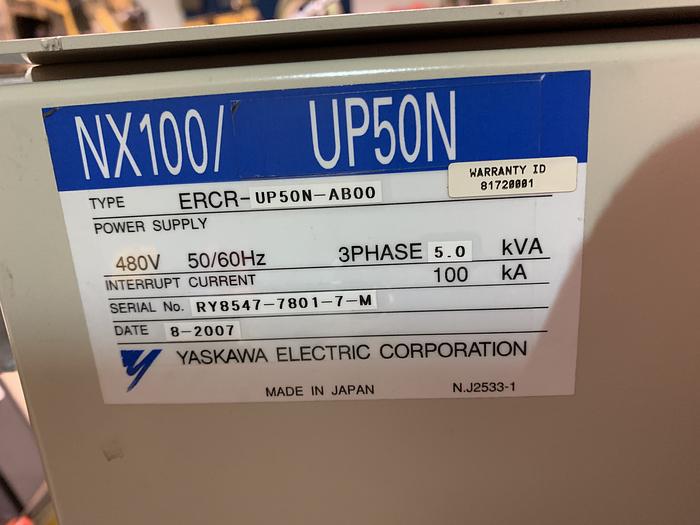 NX100/ UP50N
WARRANTY ID
81720001
TYPE ERCR-UP50N-AB00
POWER SUPPLY
480V 50/60Hz 3PHASE 5.0 kVA
INTERRUPT CURRENT 100 kA
SERIAL No. RY8547-7801-7-M
DATE 8-2007
YASKAWA ELECTRIC CORPORATION
MADE IN JAPAN N.J2533-1